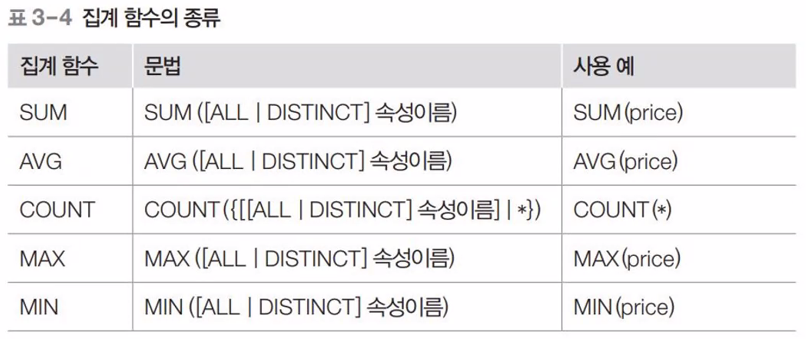 표 3-4 집계 함수의 종류
집계 함수 문법 사용 예
SUM SUM([ALL | DISTINCT] 속성이름) SUM(price)
AVG AVG([ALL | DISTINCT] 속성이름) AVG(price)
COUNT COUNT({[[ALL | DISTINCT] 속성이름] | *}) COUNT(*)
MAX MAX([ALL | DISTINCT] 속성이름) MAX(price)
MIN MIN([ALL | DISTINCT] 속성이름) MIN(price)